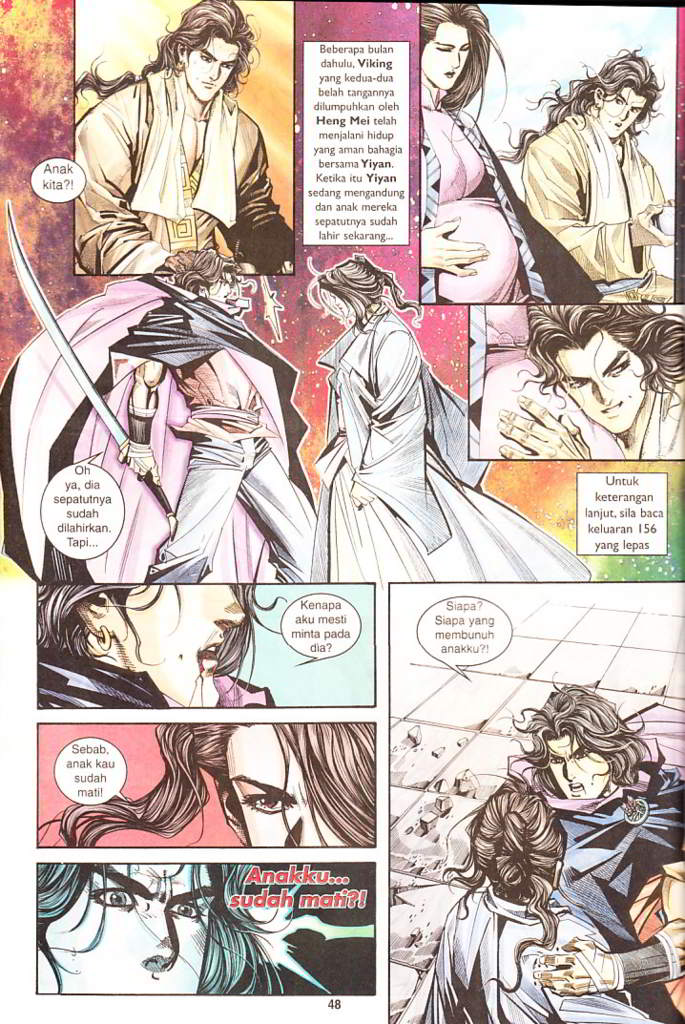 Anak
kita?!
Beberapa bulan
dahulu, Viking
yang kedua-dua
belah tangannya
dilumpuhkan oleh
Heng Mei telah
menjalani hidup
yang aman bahagia
bersama Yiyan.
Ketika itu Yiyan
sedang mengandung
dan anak mereka
sepatutnya sudah
lahir sekarang...
Oh
ya, dia
sepatutnya
sudah
dilahirkan.
Tapi...
Untuk
keterangan
lanjut, sila baca
keluaran 156
yang lepas
Kenapa
aku mesti
minta pada
dia?!
Sebab,
anak kau
sudah
mati!
Anakku...
sudah mati?!
Siapa?
Siapa yang
membunuh
anakku?!
48